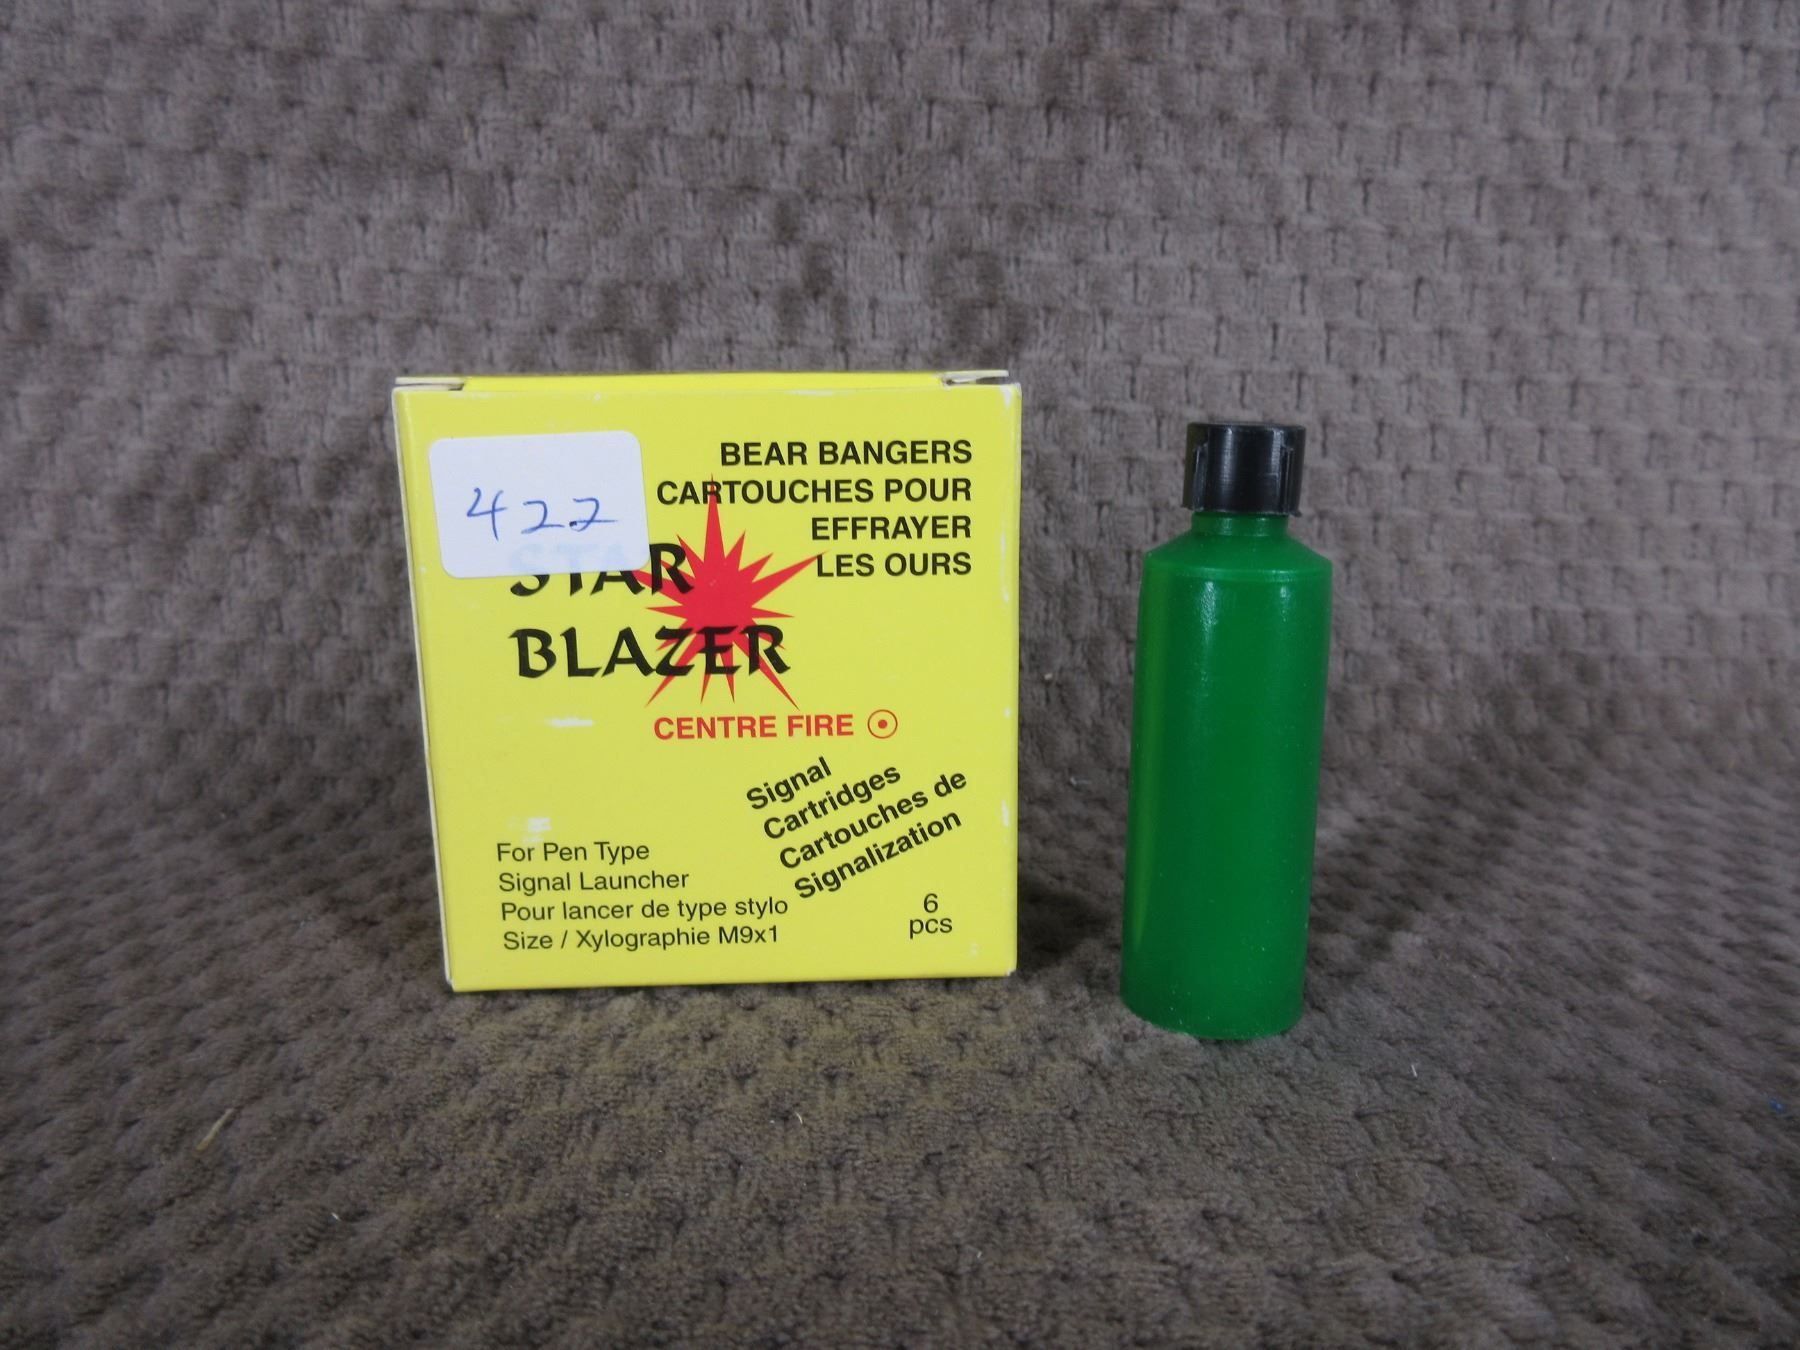 422
BEAR BANGERS
CARTOUCHES POUR
EFFRAYER
LES OURS
STAR
BLAZER
CENTRE FIRE
Signal
Cartridges
Cartouches de
Signalization
For Pen Type
Signal Launcher
Pour lancer de type stylo
Size / Xylographie M9x1
6
pcs